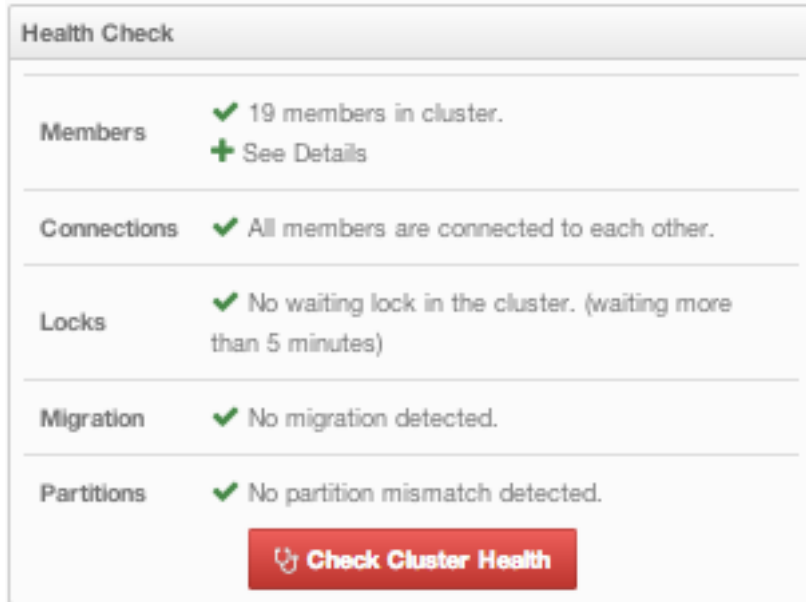 Health Check
Members
19 members in cluster.
See Details
Connections
All members are connected to each other.
Locks
No waiting lock in the cluster. (waiting more
than 5 minutes)
Migration
No migration detected.
Partitions
No partition mismatch detected.
Check Cluster Health